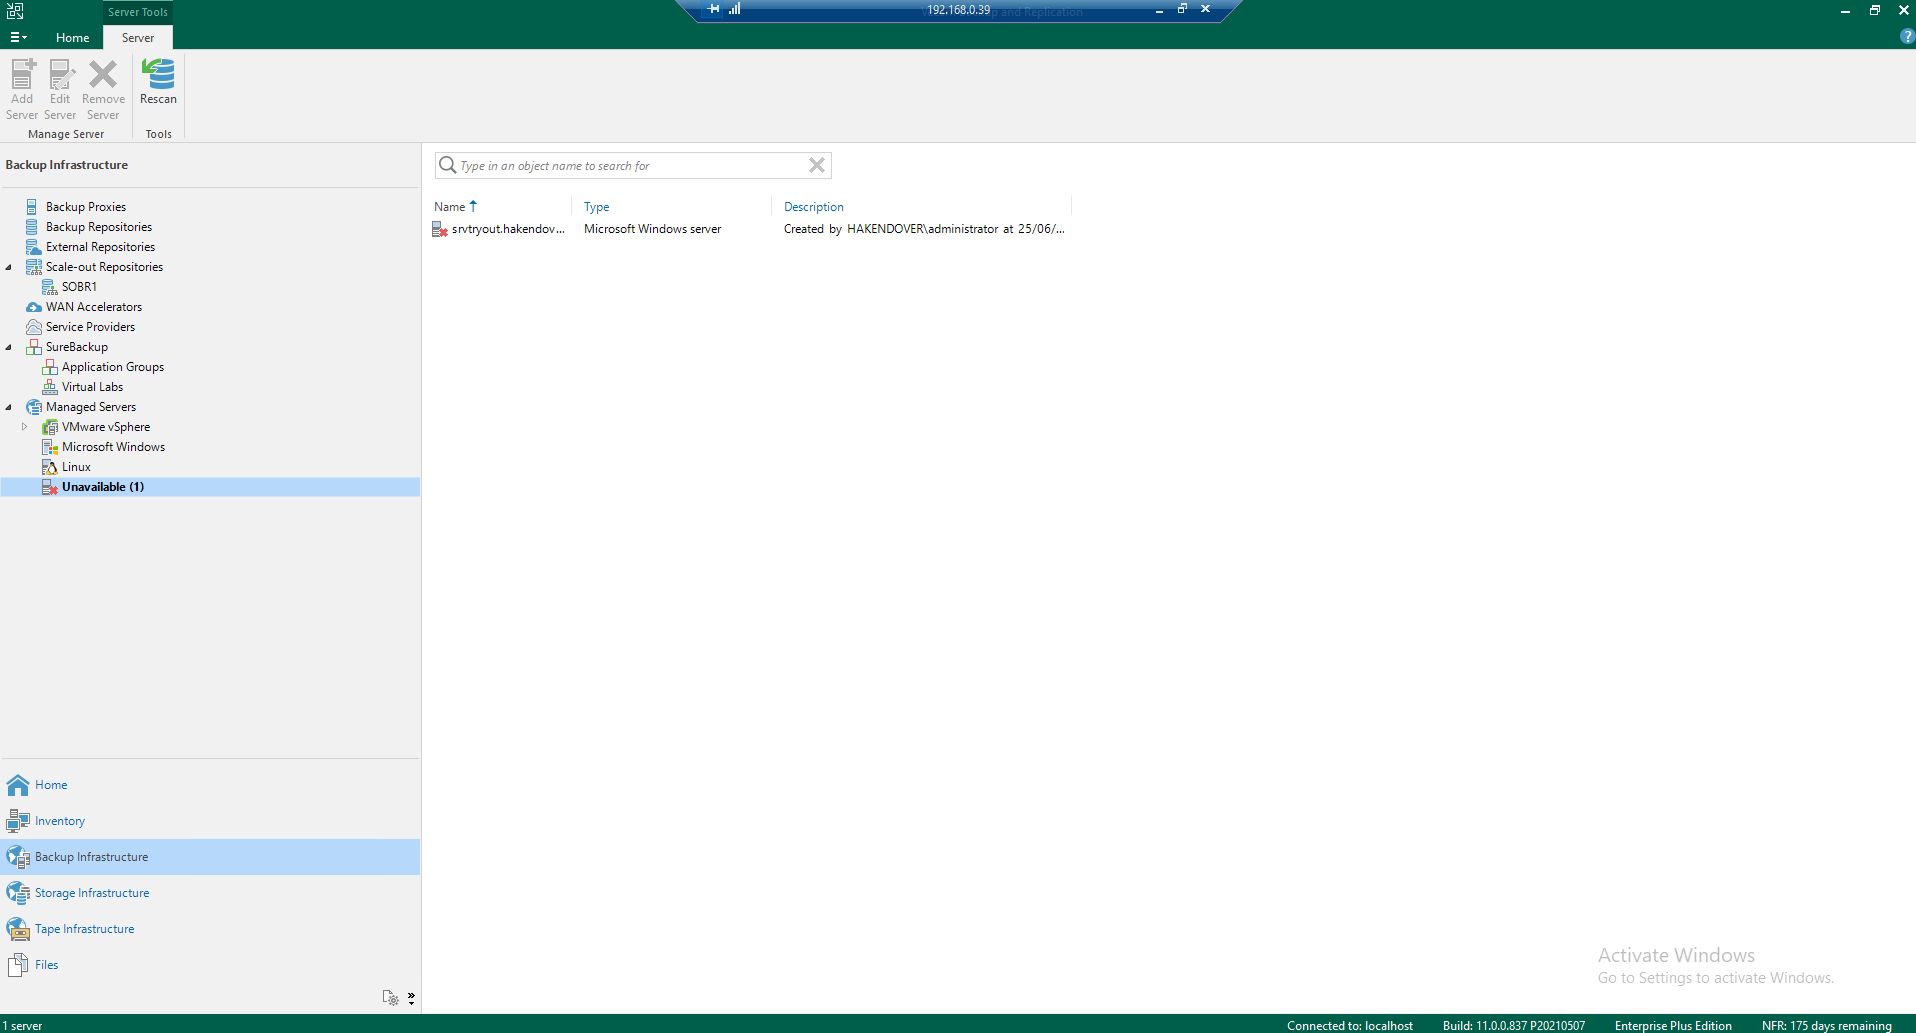 Server Tools
192.168.0.39
and Replication
Home
Server
Add Server
Edit Server
Remove Server
Rescan
Manage Server
Tools
Backup Infrastructure
Backup Proxies
Backup Repositories
External Repositories
Scale-out Repositories
SOBR1
WAN Accelerators
Service Providers
SureBackup
Application Groups
Virtual Labs
Managed Servers
VMware vSphere
Microsoft Windows
Linux
Unavailable (1)
Type in an object name to search for
Name Type Description
srvtryout.hakendov... Microsoft Windows server Created by HAKENDOVER\administrator at 25/06/...
Home
Inventory
Backup Infrastructure
Storage Infrastructure
Tape Infrastructure
Files
Activate Windows
Go to Settings to activate Windows.
1 server
Connected to: localhost
Build: 11.0.0.837 P20210507
Enterprise Plus Edition
NFR: 175 days remaining